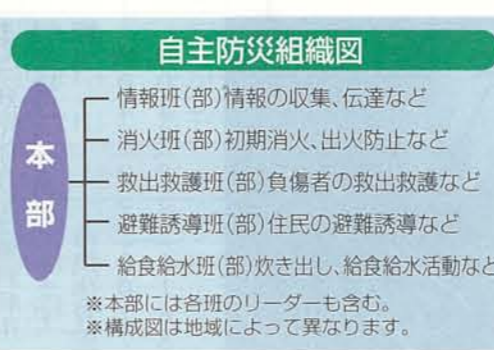 自主防災組織図
本部
情報班(部)情報の収集、伝達など
消火班(部)初期消火、出火防止など
救出救護班(部)負傷者の救出救護など
避難誘導班(部)住民の避難誘導など
給食給水班(部)炊き出し、給食給水活動など
※本部には各班のリーダーも含む。
※構成図は地域によって異なります。